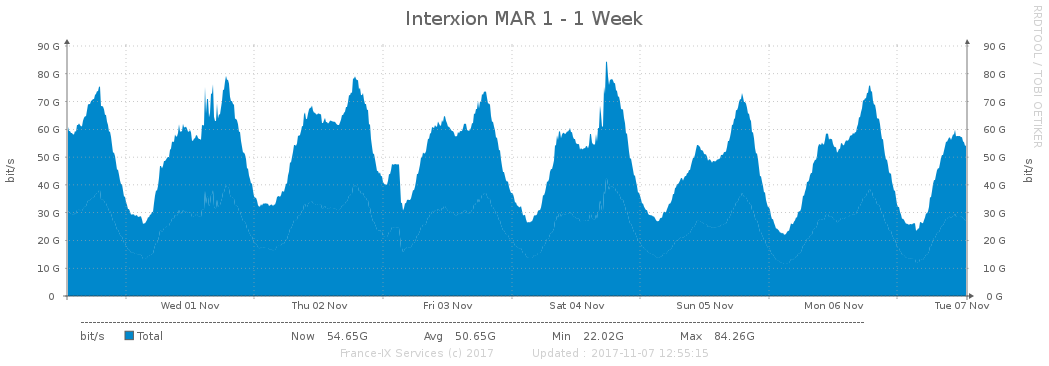 Interxion MAR 1 - 1 Week
RRDTOOL / TOBI OETIKER
bit/s
90 G 90 G
80 G 80 G
70 G 70 G
60 G 60 G
50 G 50 G
40 G 40 G
30 G 30 G
20 G 20 G
10 G 10 G
0 0 G
bit/s
Wed 01 Nov Thu 02 Nov Fri 03 Nov Sat 04 Nov Sun 05 Nov Mon 06 Nov Tue 07 Nov
bit/s Total Now 54.65G Avg 50.65G Min 22.02G Max 84.26G
France-IX Services (c) 2017 Updated : 2017-11-07 12:55:15